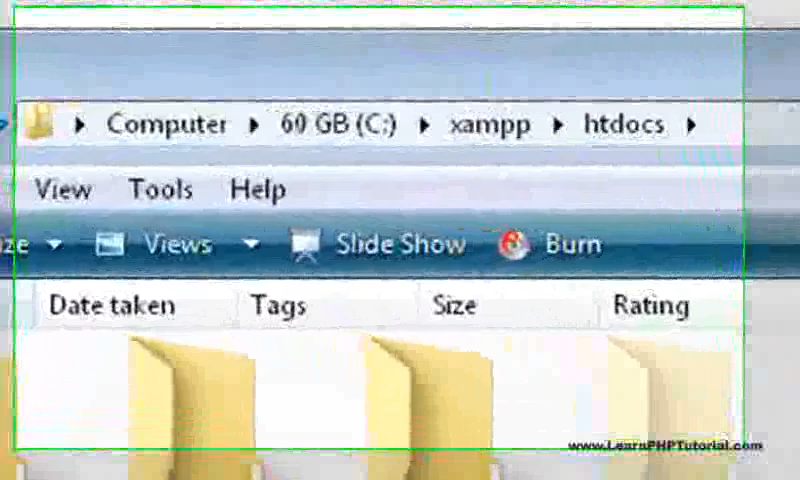 Computer 60 GB (C:) xampp htdocs
View Tools Help
ze Views Slide Show Burn
Date taken Tags Size Rating
www.LearnPHPTutorial.com